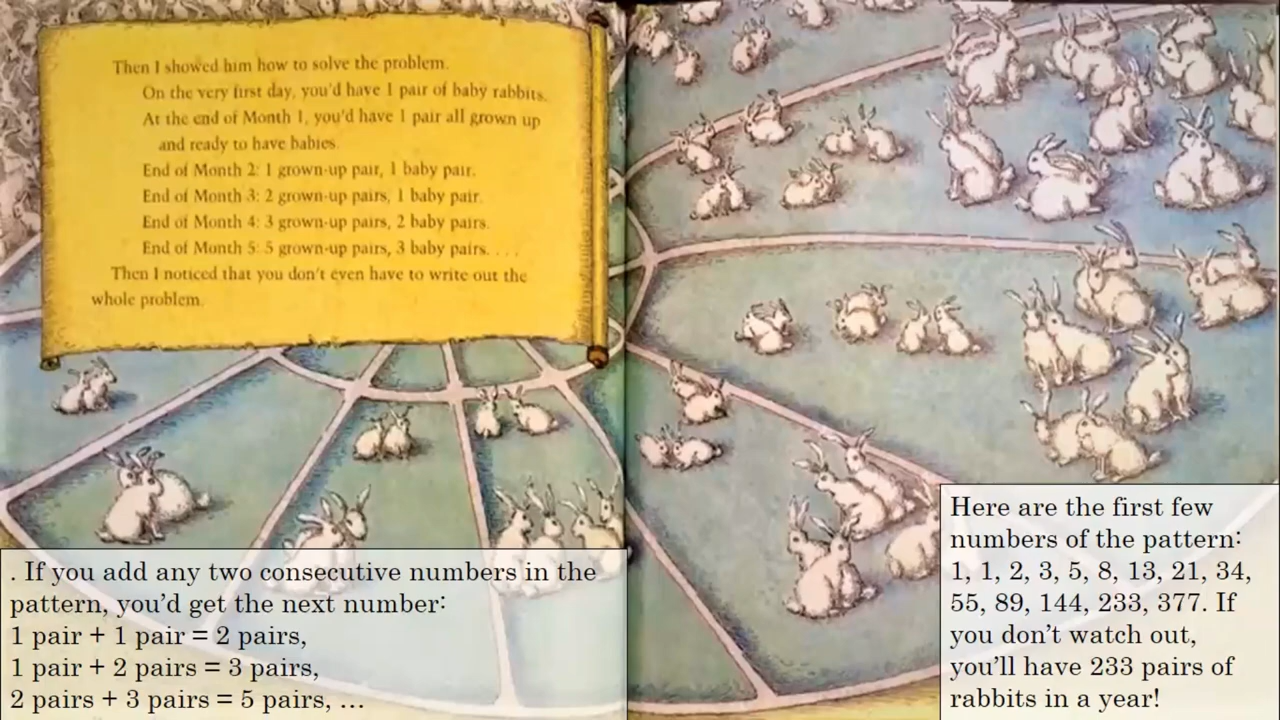 Then I showed him how to solve the problem.
On the very first day, you'd have 1 pair of baby rabbits.
At the end of Month 1, you'd have 1 pair all grown up
and ready to have babies.
End of Month 2: 1 grown-up pair, 1 baby pair.
End of Month 3: 2 grown-up pairs, 1 baby pair.
End of Month 4: 3 grown-up pairs, 2 baby pairs.
End of Month 5: 5 grown-up pairs, 3 baby pairs. . . .
Then I noticed that you don't even have to write out the
whole problem.
. If you add any two consecutive numbers in the
pattern, you’d get the next number:
1 pair + 1 pair = 2 pairs,
1 pair + 2 pairs = 3 pairs,
2 pairs + 3 pairs = 5 pairs, …
Here are the first few
numbers of the pattern:
1, 1, 2, 3, 5, 8, 13, 21, 34,
55, 89, 144, 233, 377. If
you don’t watch out,
you’ll have 233 pairs of
rabbits in a year!